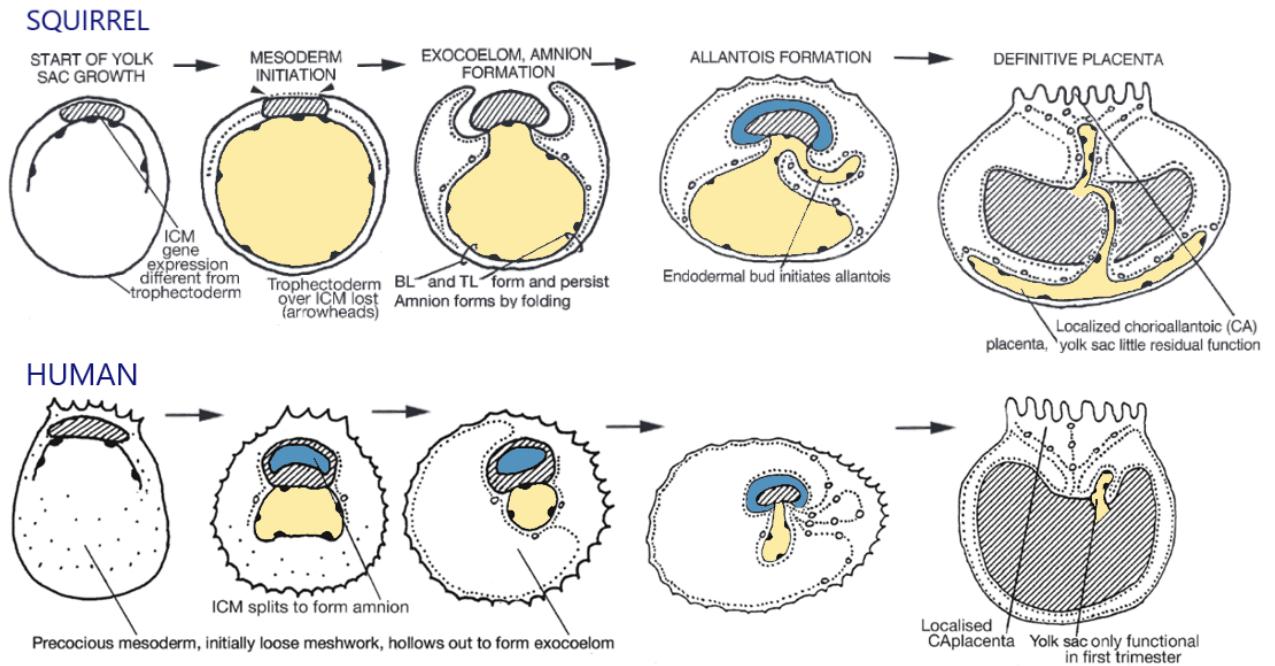 SQUIRREL
START OF YOLK
SAC GROWTH
MESODERM
INITIATION
EXOCOELOM, AMNION
FORMATION
ALLANTOIS FORMATION
DEFINITIVE PLACENTA
ICM
gene
expression
different from
trophectoderm
Trophectoderm
over ICM lost
(arrowheads)
BL and TL form and persist
Amnion forms by folding
Endodermal bud initiates allantois
Localized chorioallantoic (CA)
placenta, yolk sac little residual function
HUMAN
ICM splits to form amnion
Precocious mesoderm, initially loose meshwork, hollows out to form exocoelom
Localised
CAplacenta
Yolk sac only functional
in first trimester